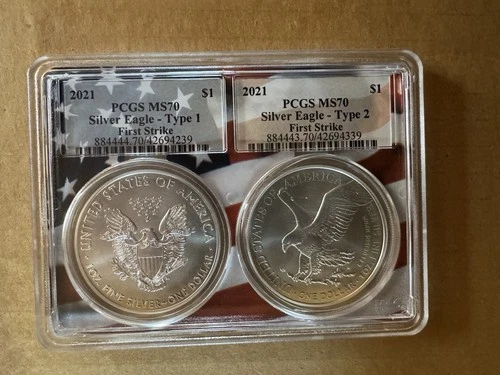 2021 $1
PCGS MS70
Silver Eagle - Type 1
First Strike
884444.70/42694239
2021 $1
PCGS MS70
Silver Eagle - Type 2
First Strike
884443.70/42694339
UNITED STATES OF AMERICA
1 OZ. FINE SILVER~ONE DOLLAR
STATES OF AMERICA
ONE DOLLAR